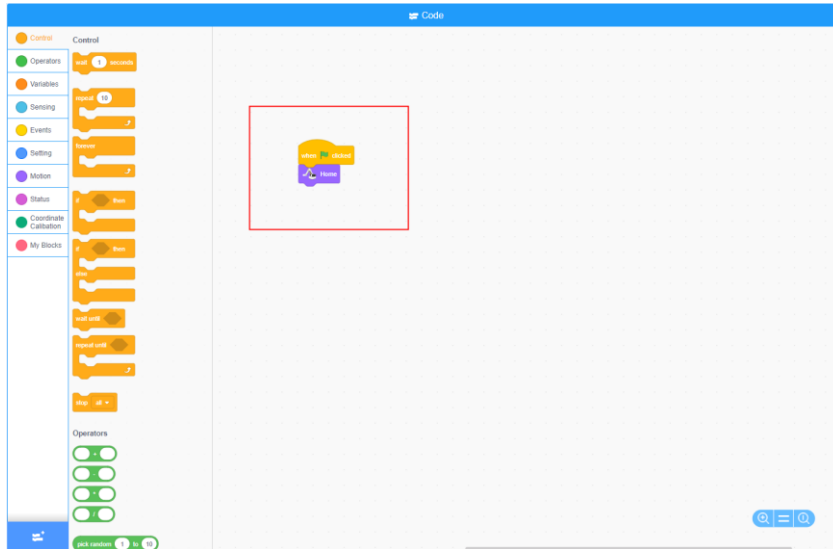 Code
Control
Operators
Variables
Sensing
Events
Setting
Motion
Status
Coordinate
Calibation
My Blocks
Control
wait 1 seconds
repeat 10
forever
if then
if then
else
wait until
repeat until
stop all
Operators
+
-
*
/
pick random 1 to 10
when clicked
Home